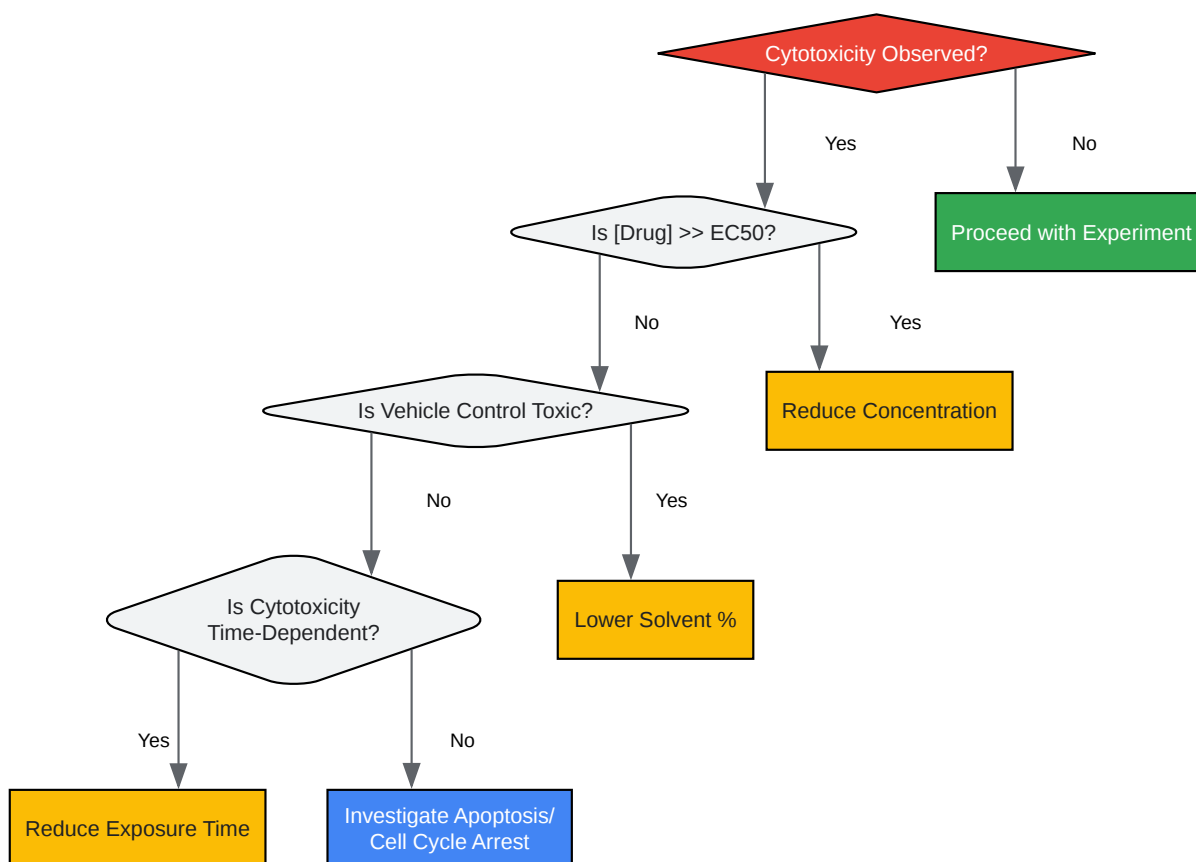 Cytotoxicity Observed?
Yes
No
Is [Drug] >> EC50?
Proceed with Experiment
No
Yes
Is Vehicle Control Toxic?
Reduce Concentration
No
Yes
Is Cytotoxicity
Time-Dependent?
Lower Solvent %
Yes
No
Reduce Exposure Time
Investigate Apoptosis/
Cell Cycle Arrest